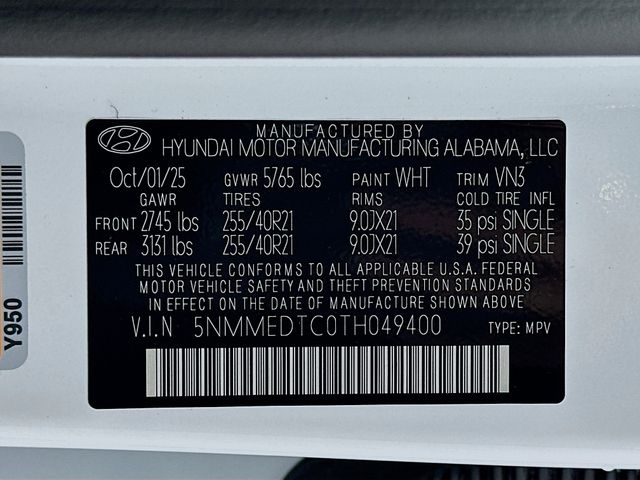 MANUFACTURED BY
HYUNDAI MOTOR MANUFACTURING ALABAMA, LLC
Oct/01/25 GVWR 5765 lbs PAINT WHT TRIM VN3
GAWR TIRES RIMS COLD TIRE INFL
FRONT 2745 lbs 255/40R21 9.0JX21 35 psi SINGLE
REAR 3131 lbs 255/40R21 9.0JX21 39 psi SINGLE
THIS VEHICLE CONFORMS TO ALL APPLICABLE U.S.A. FEDERAL
MOTOR VEHICLE SAFETY, BUMPER, AND THEFT PREVENTION STANDARDS
IN EFFECT ON THE DATE OF MANUFACTURE SHOWN ABOVE
V.I.N 5NMMEDTC0TH049400 TYPE: MPV
Y950